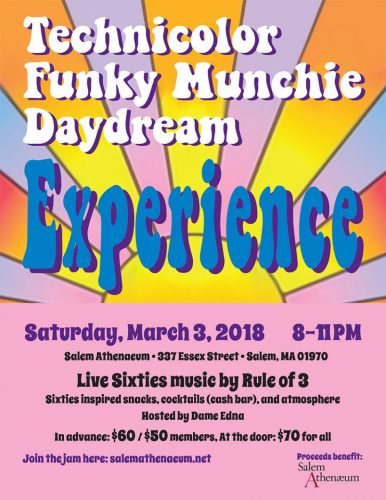 Technicolor
Funky Munchie
Daydream
Experience
Saturday, March 3, 2018 8-11 PM
Salem Athenaeum • 337 Essex Street • Salem, MA 01970
Live Sixties music by Rule of 3
Sixties inspired snacks, cocktails (cash bar), and atmosphere
Hosted by Dame Edna
In advance: $60 / $50 members, At the door: $70 for all
Join the jam here: salemathenaeum.net
Proceeds benefit:
Salem
Athenæum